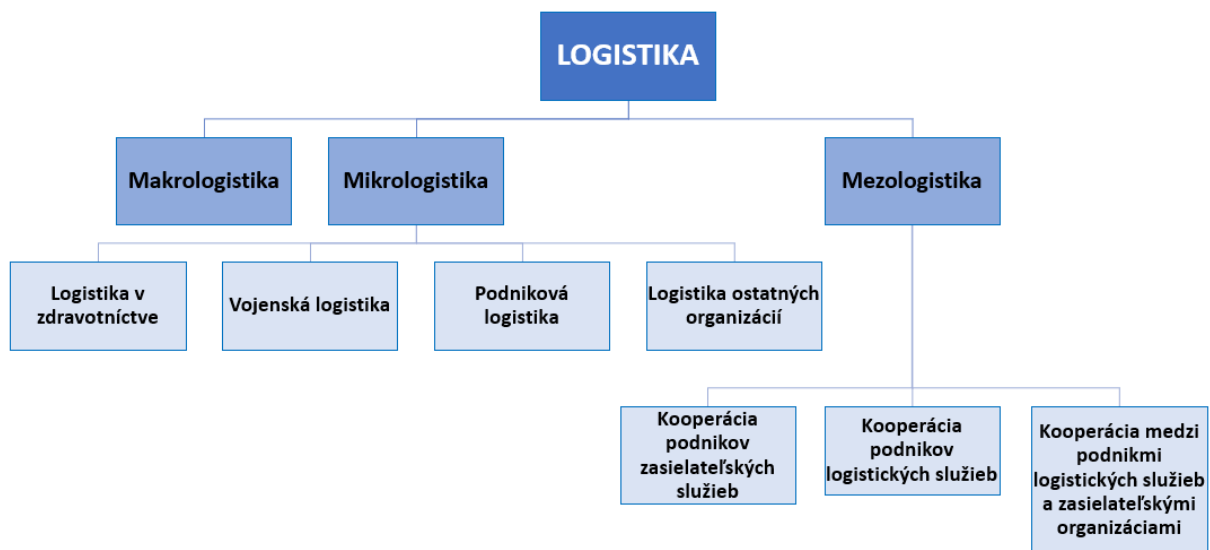 LOGISTIKA
Makrologistika
Mikrologistika
Mezologistika
Logistika v
zdravotníctve
Vojenská logistika
Podniková
logistika
Logistika ostatných
organizácií
Kooperácia
podnikov
zasielateľských
služieb
Kooperácia
podnikov
logistických služieb
Kooperácia medzi
podnikmi
logistických služieb
a zasielateľskými
organizáciami